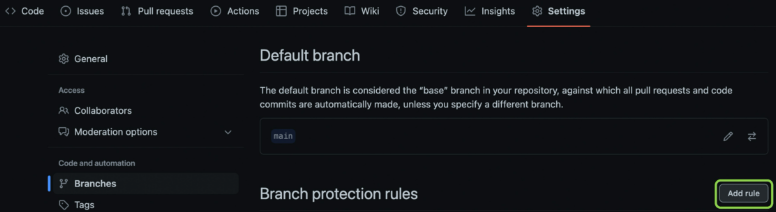 Code Issues Pull requests Actions Projects Wiki Security Insights Settings
General
Access
Collaborators
Moderation options
Code and automation
Branches
Tags
Default branch
The default branch is considered the “base” branch in your repository, against which all pull requests and code
commits are automatically made, unless you specify a different branch.
main
Branch protection rules
Add rule